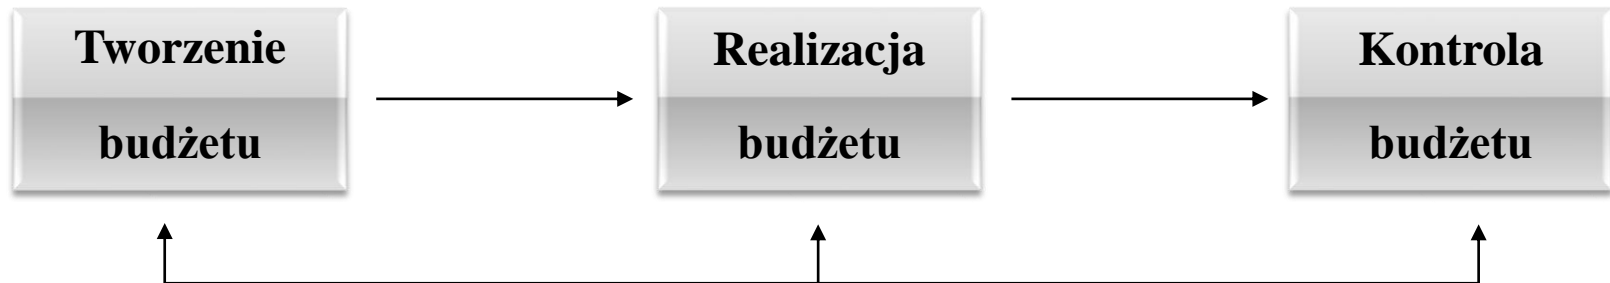 Tworzenie
budżetu
Realizacja
budżetu
Kontrola
budżetu